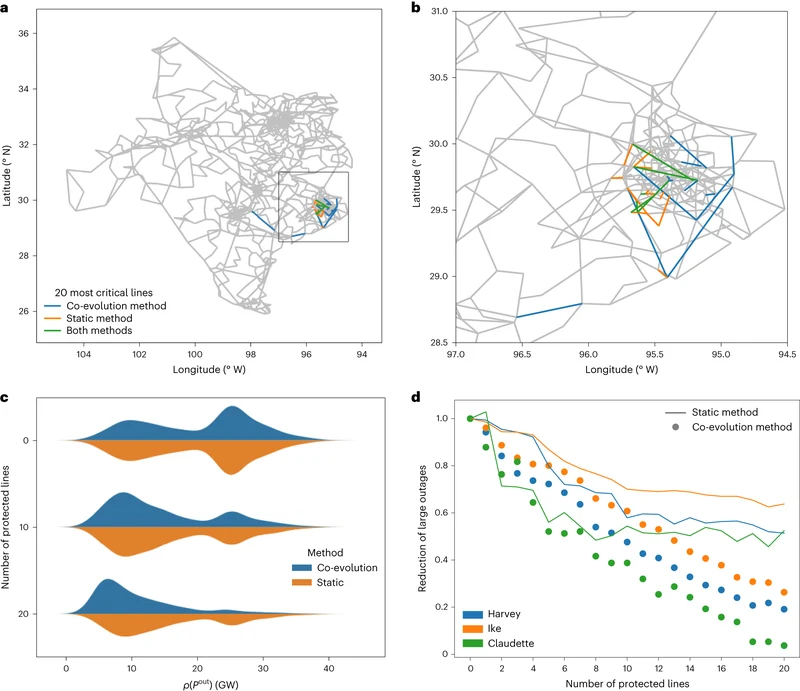 a
36
34
32
30
28
26
Latitude (° N)
20 most critical lines
Co-evolution method
Static method
Both methods
104
102
100
98
96
94
Longitude (° W)
b
31.0
30.5
30.0
29.5
29.0
28.5
Latitude (° N)
97.0
96.5
96.0
95.5
95.0
94.5
Longitude (° W)
c
Number of protected lines
0
10
20
Method
Co-evolution
Static
0
10
20
30
40
ρ(Pout) (GW)
d
Reduction of large outages
1.0
0.8
0.6
0.4
0.2
0
Static method
Co-evolution method
Harvey
Ike
Claudette
0
2
4
6
8
10
12
14
16
18
20
Number of protected lines